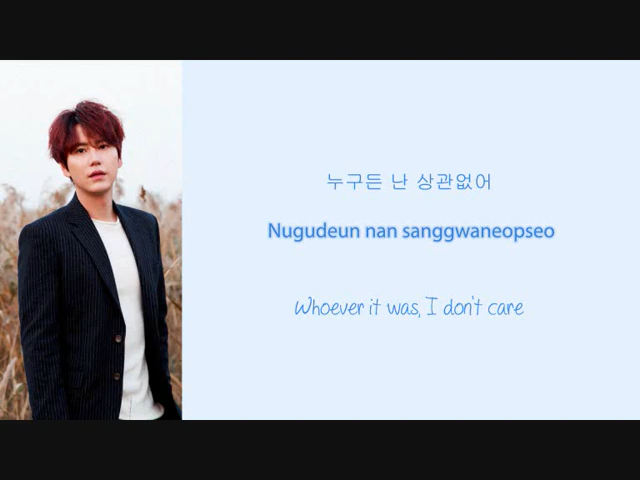 누구든 난 상관없어
Nugudeun nan sanggwaneopseo
Whoever it was, I don't care